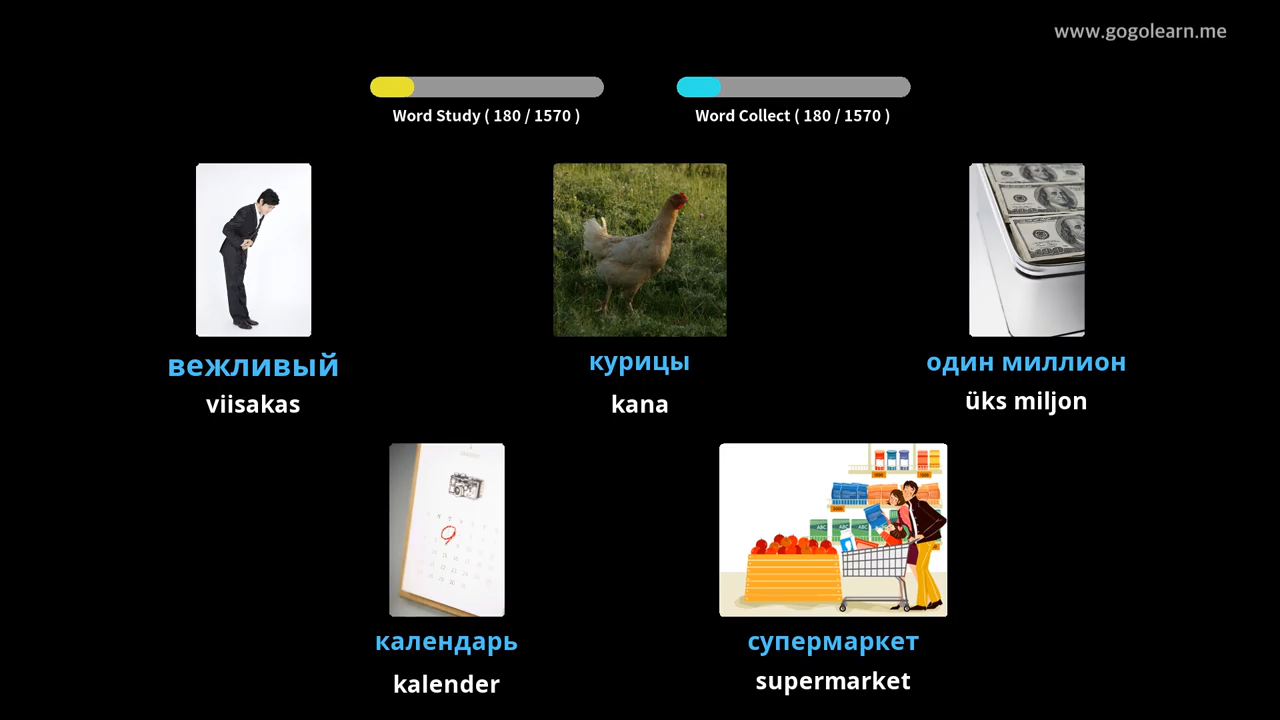 www.gogolearn.me
Word Study ( 180 / 1570 )
Word Collect ( 180 / 1570 )
вежливый
viisakas
курицы
kana
один миллион
üks miljon
календарь
kalender
супермаркет
supermarket